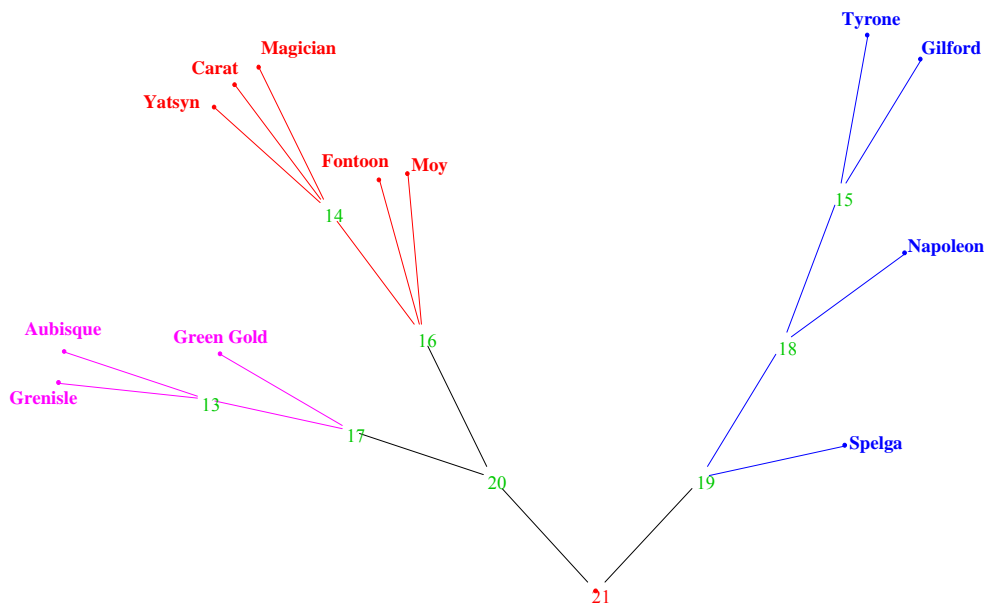 Tyrone
Gilford
Magician
Carat
Yatsyn
Fontoon
Moy
14
15
Napoleon
Aubisque
Green Gold
16
18
Grenisle
13
17
Spelga
20
19
21